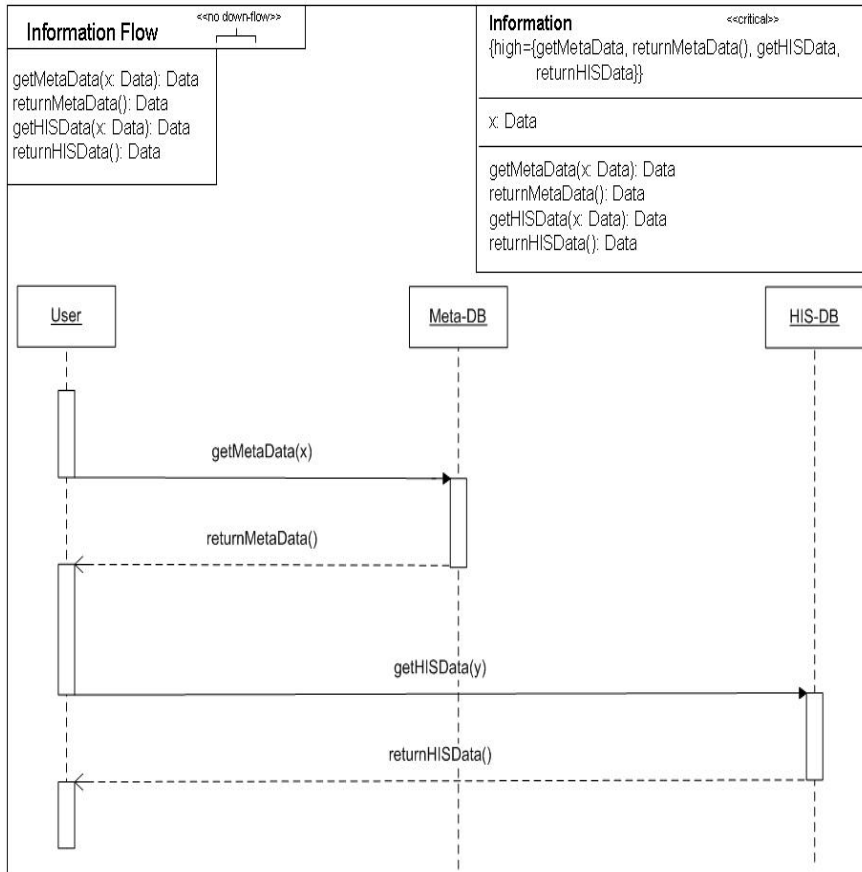 Information Flow
<<no down-flow>>
getMetaData(x: Data): Data
returnMetaData(): Data
getHISData(x: Data): Data
returnHISData(): Data
Information
<<critical>>
{high={getMetaData, returnMetaData(), getHISData,
returnHISData}}
x: Data
getMetaData(x: Data): Data
returnMetaData(): Data
getHISData(x: Data): Data
returnHISData(): Data
User
Meta-DB
HIS-DB
getMetaData(x)
returnMetaData()
getHISData(y)
returnHISData()